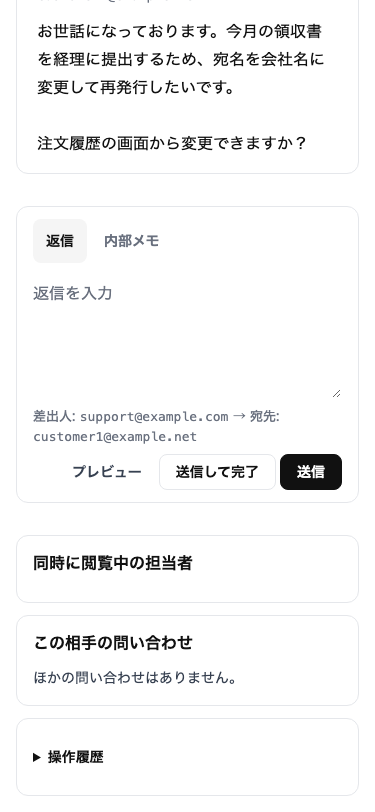 お世話になっております。今月の領収書
を経理に提出するため、宛名を会社名に
変更して再発行したいです。
注文履歴の画面から変更できますか？
返信 内部メモ
返信を入力
差出人: support@example.com → 宛先:
customer1@example.net
プレビュー 送信して完了 送信
同時に閲覧中の担当者
この相手の問い合わせ
ほかの問い合わせはありません。
▶ 操作履歴